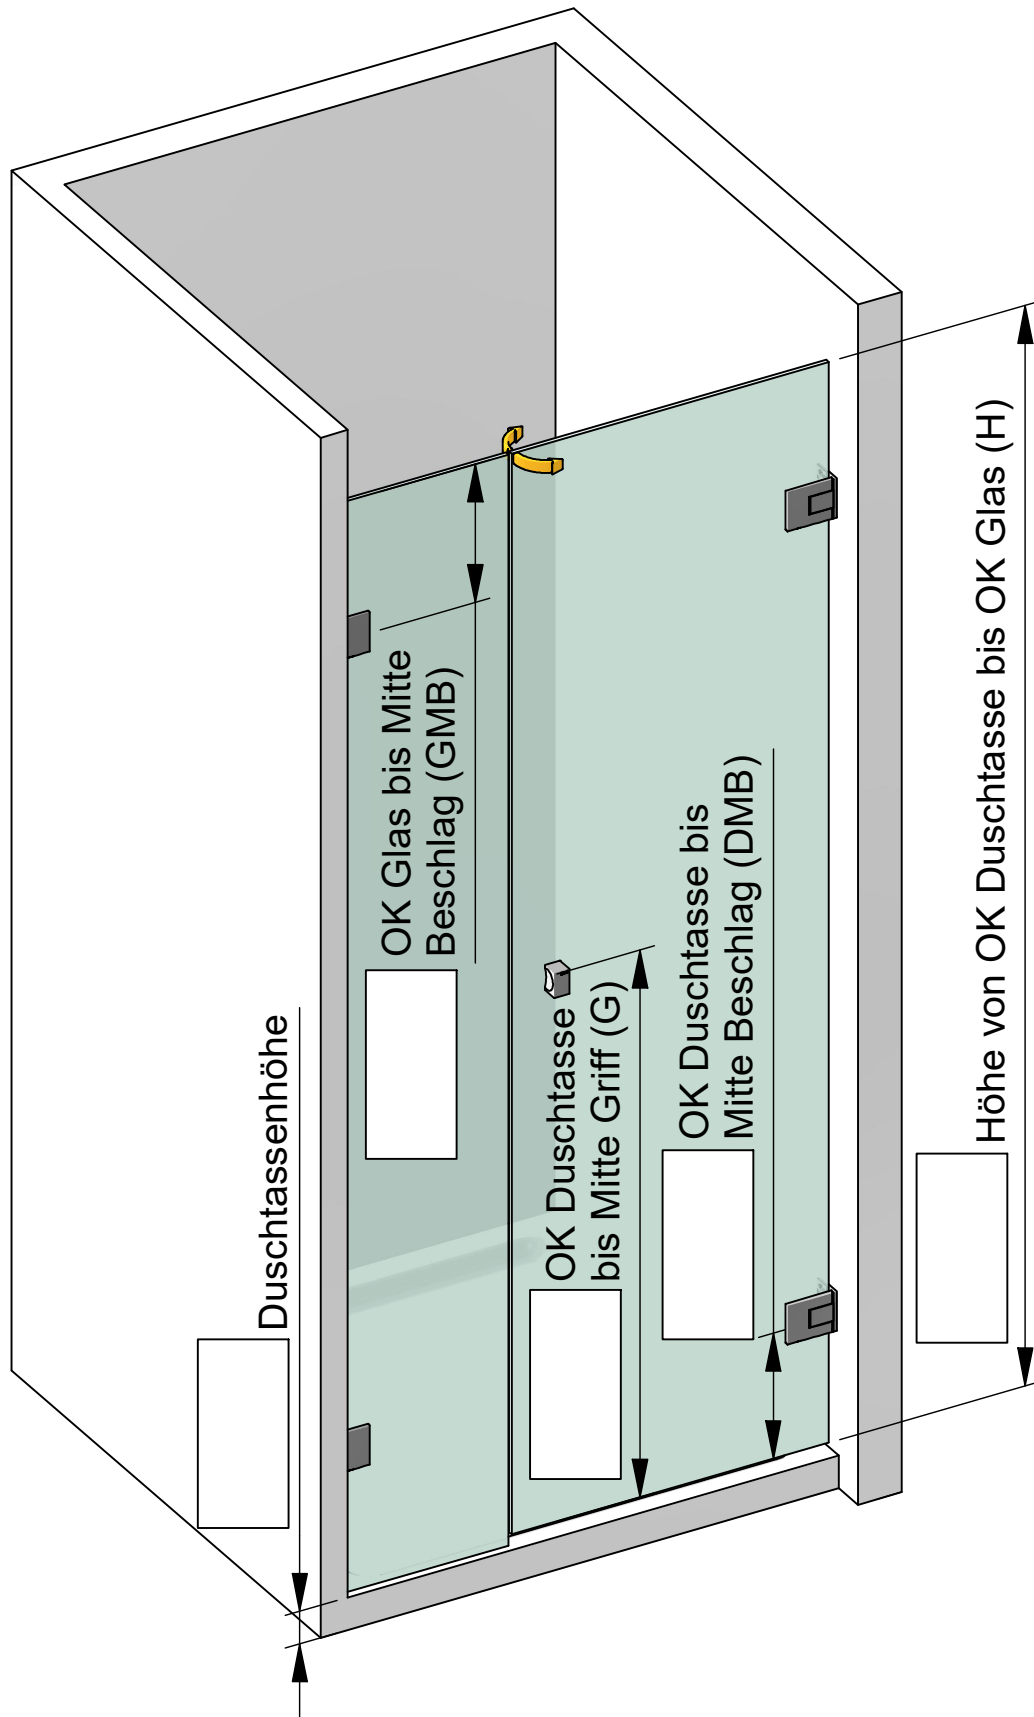 Duschtassenhöhe
OK Glas bis Mitte
Beschlag (GMB)
OK Duschtasse
bis Mitte Griff (G)
OK Duschtasse bis
Mitte Beschlag (DMB)
Höhe von OK Duschtasse bis OK Glas (H)